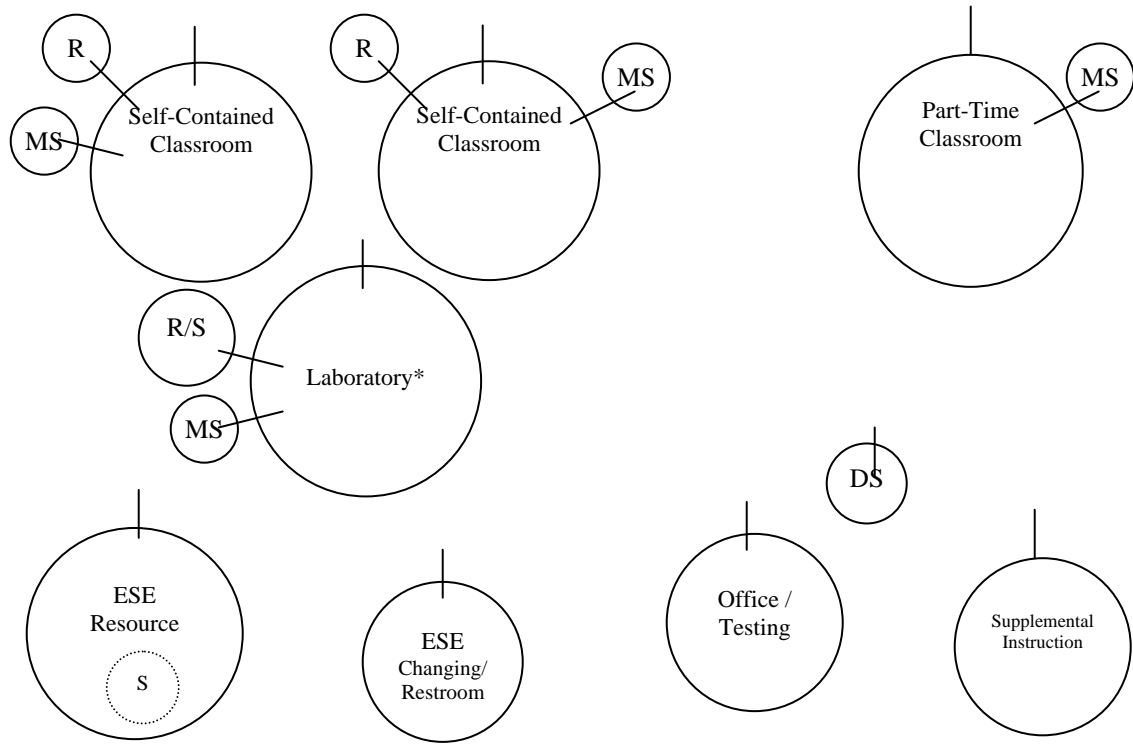 R
MS
Self-Contained
Classroom
R
MS
Self-Contained
Classroom
MS
Part-Time
Classroom
R/S
MS
Laboratory*
DS
ESE
Resource
S
ESE
Changing/
Restroom
Office /
Testing
Supplemental
Instruction